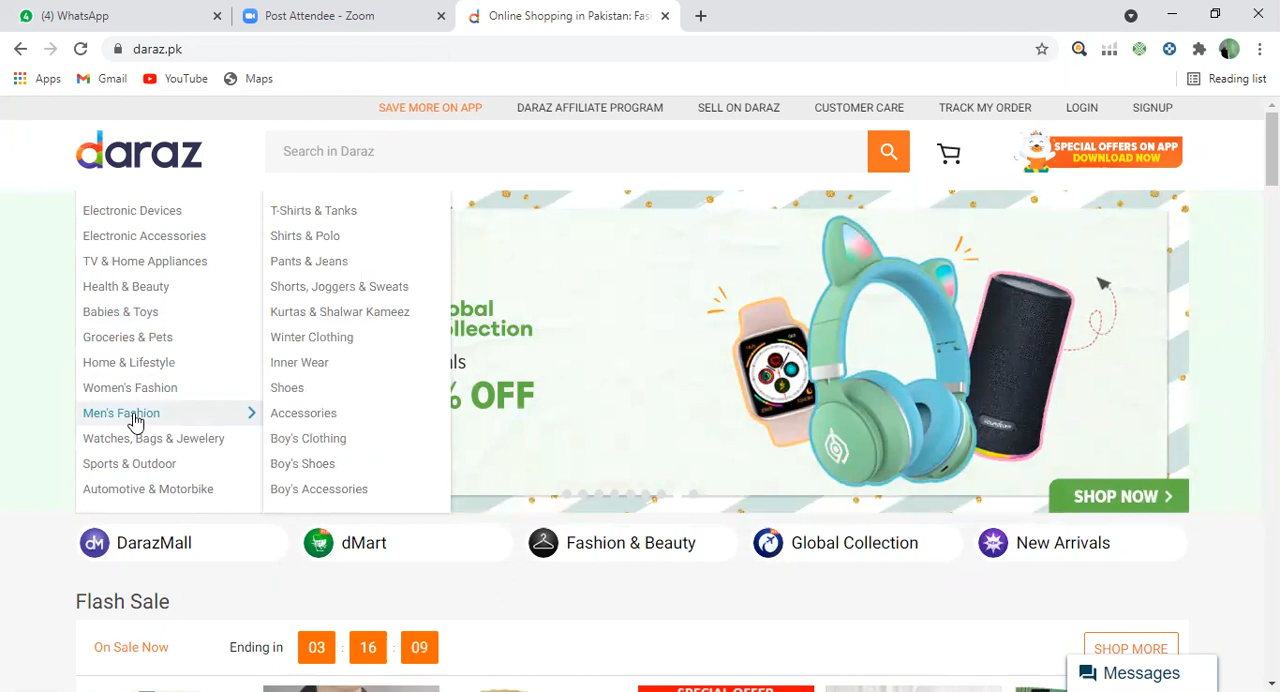 (4) WhatsApp
Post Attendee - Zoom
Online Shopping in Pakistan: Fas
daraz.pk
Apps
Gmail
YouTube
Maps
Reading list
SAVE MORE ON APP
DARAZ AFFILIATE PROGRAM
SELL ON DARAZ
CUSTOMER CARE
TRACK MY ORDER
LOGIN
SIGNUP
daraz
Search in Daraz
SPECIAL OFFERS ON APP
DOWNLOAD NOW
Electronic Devices
Electronic Accessories
TV & Home Appliances
Health & Beauty
Babies & Toys
Groceries & Pets
Home & Lifestyle
Women's Fashion
Men's Fashion
Watches, Bags & Jewelery
Sports & Outdoor
Automotive & Motorbike
T-Shirts & Tanks
Shirts & Polo
Pants & Jeans
Shorts, Joggers & Sweats
Kurtas & Shalwar Kameez
Winter Clothing
Inner Wear
Shoes
Accessories
Boy's Clothing
Boy's Shoes
Boy's Accessories
obal
ollection
als
% OFF
SHOP NOW
DarazMall
dMart
Fashion & Beauty
Global Collection
New Arrivals
Flash Sale
On Sale Now
Ending in
03 : 16 : 09
SHOP MORE
Messages
SPECIAL OFFER